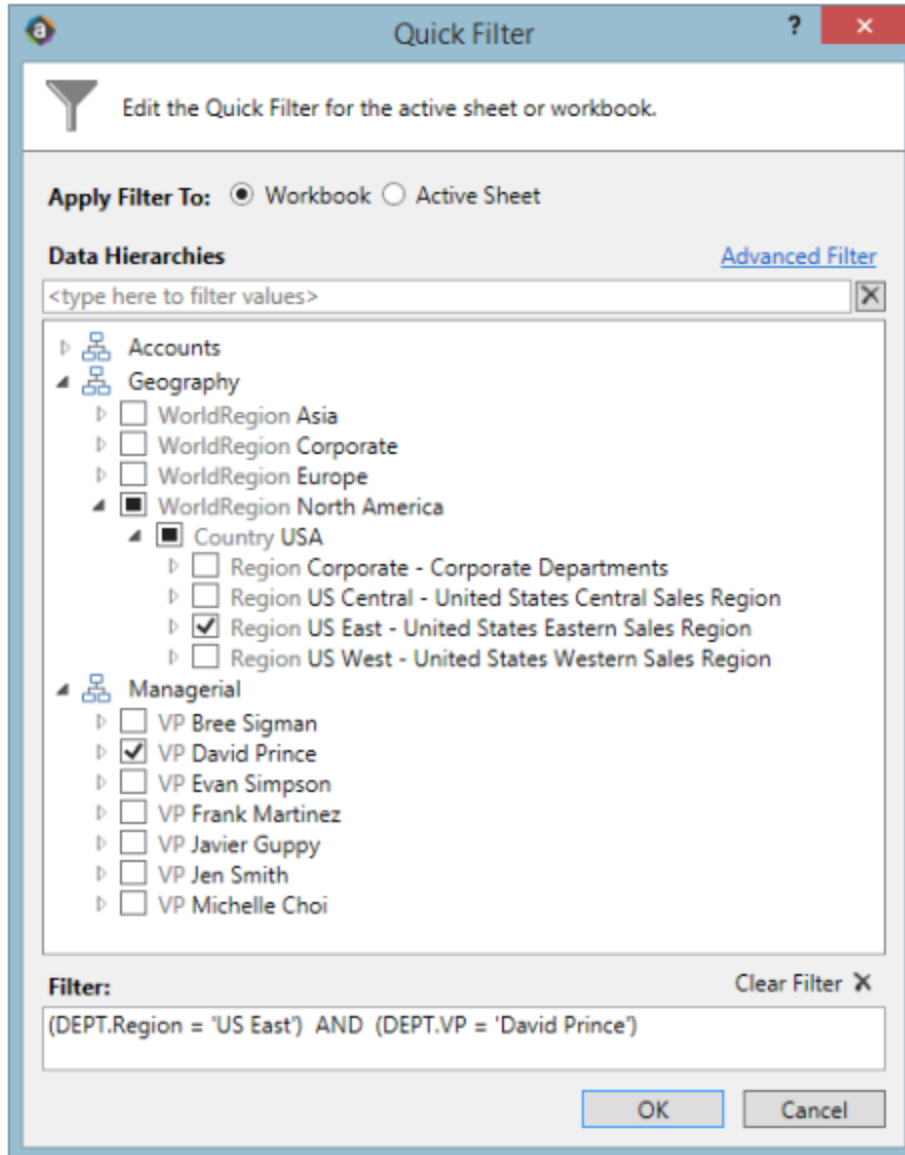 Quick Filter ?
Edit the Quick Filter for the active sheet or workbook.
Apply Filter To: Workbook Active Sheet
Data Hierarchies Advanced Filter
<type here to filter values>
Accounts
Geography
WorldRegion Asia
WorldRegion Corporate
WorldRegion Europe
WorldRegion North America
Country USA
Region Corporate - Corporate Departments
Region US Central - United States Central Sales Region
Region US East - United States Eastern Sales Region
Region US West - United States Western Sales Region
Managerial
VP Bree Sigman
VP David Prince
VP Evan Simpson
VP Frank Martinez
VP Javier Guppy
VP Jen Smith
VP Michelle Choi
Filter: Clear Filter
(DEPT.Region = 'US East') AND (DEPT.VP = 'David Prince')
OK Cancel